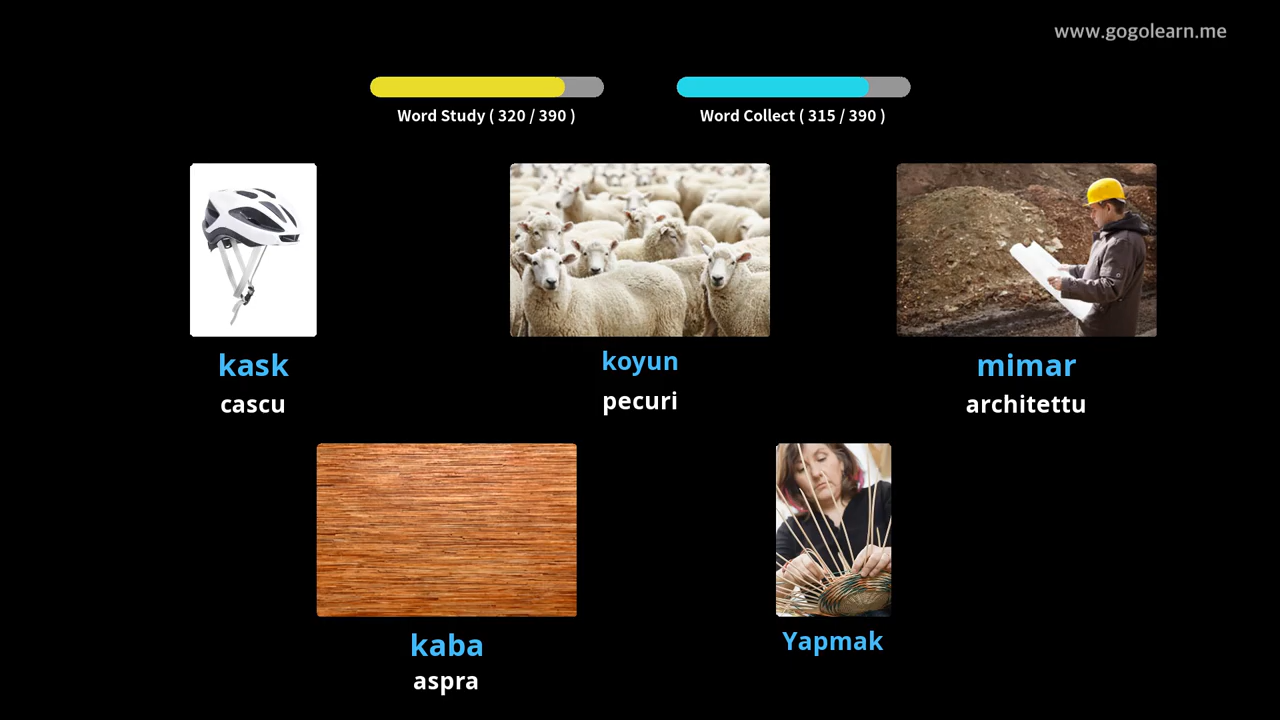 www.gogolearn.me
Word Study ( 320 / 390 )
Word Collect ( 315 / 390 )
kask
cascu
koyun
pecuri
mimar
architettu
kaba
aspra
Yapmak